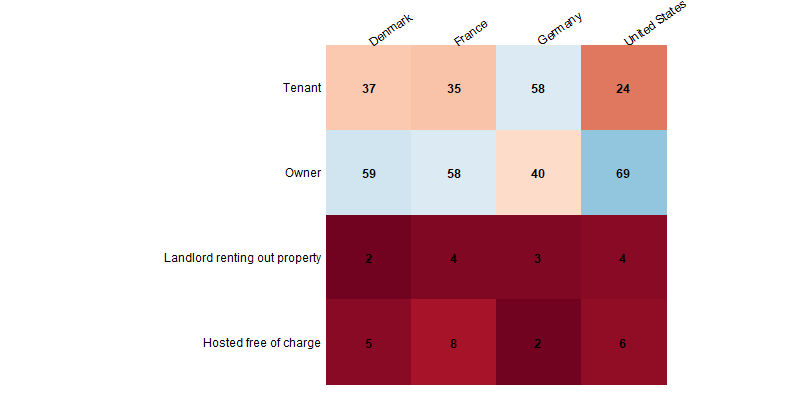 Denmark France Germany United States
Tenant 37 35 58 24
Owner 59 58 40 69
Landlord renting out property 2 4 3 4
Hosted free of charge 5 8 2 6